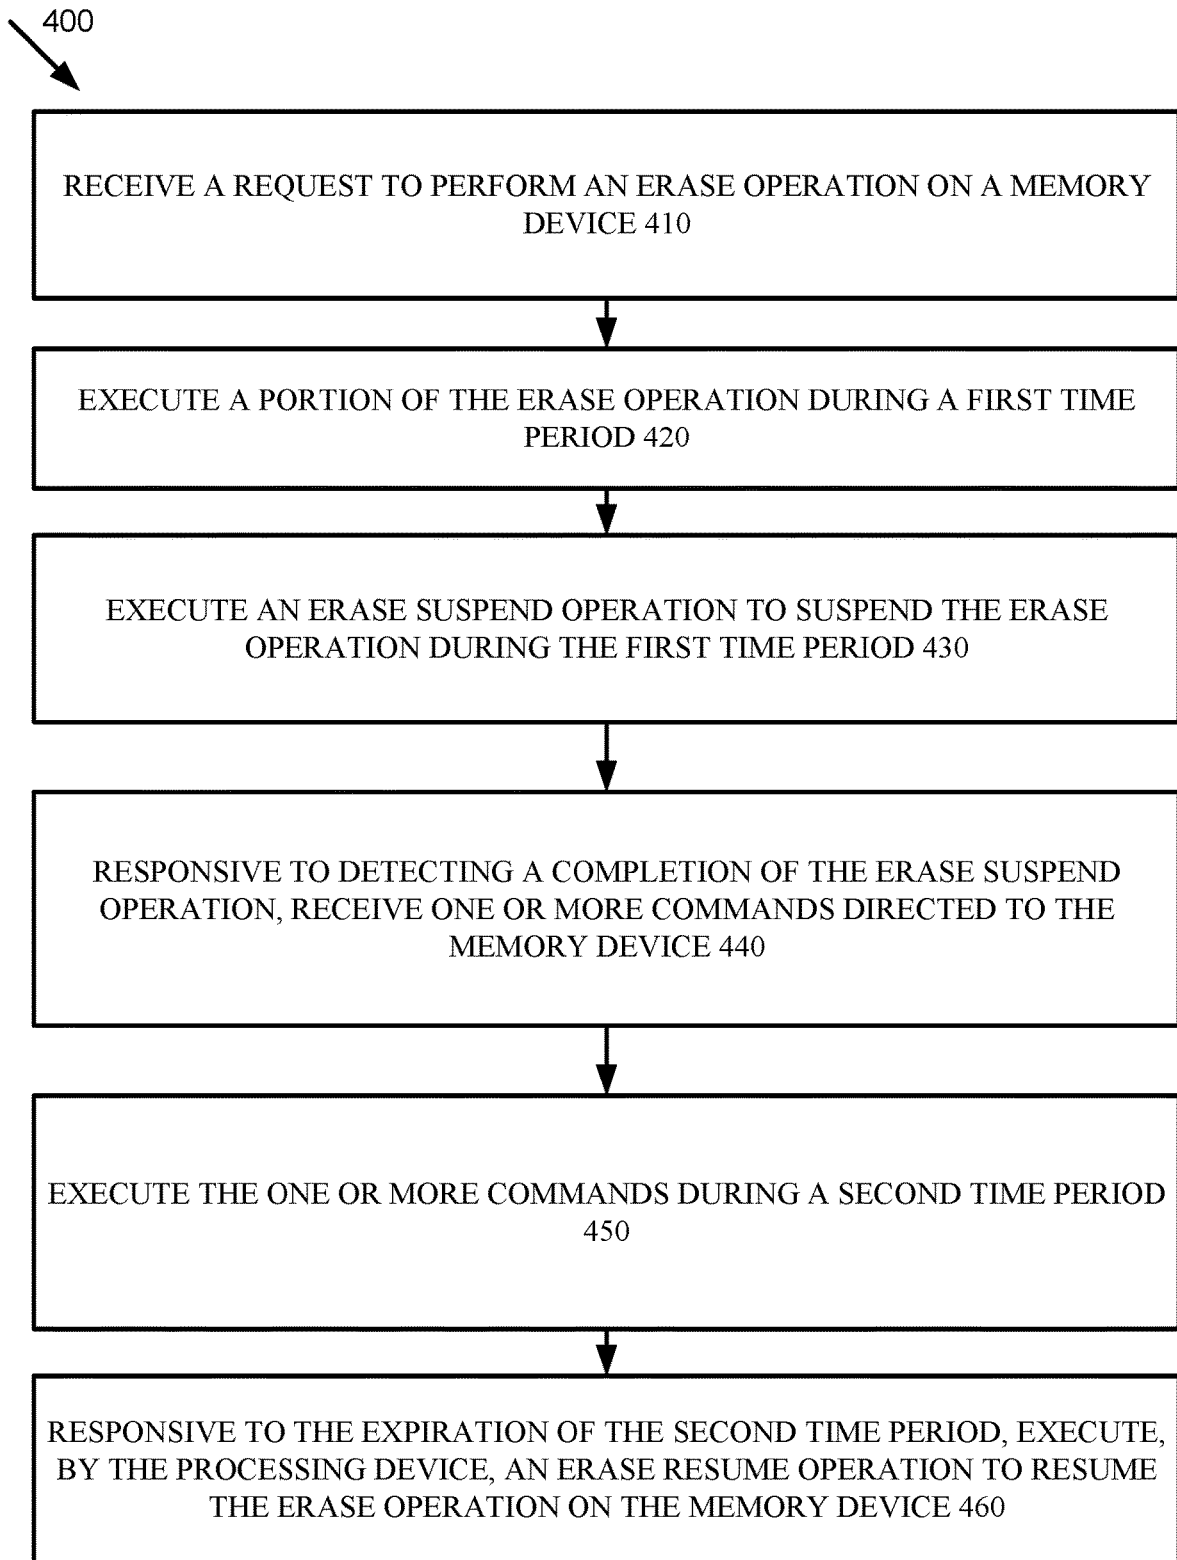 400
RECEIVE A REQUEST TO PERFORM AN ERASE OPERATION ON A MEMORY
DEVICE 410
EXECUTE A PORTION OF THE ERASE OPERATION DURING A FIRST TIME
PERIOD 420
EXECUTE AN ERASE SUSPEND OPERATION TO SUSPEND THE ERASE
OPERATION DURING THE FIRST TIME PERIOD 430
RESPONSIVE TO DETECTING A COMPLETION OF THE ERASE SUSPEND
OPERATION, RECEIVE ONE OR MORE COMMANDS DIRECTED TO THE
MEMORY DEVICE 440
EXECUTE THE ONE OR MORE COMMANDS DURING A SECOND TIME PERIOD
450
RESPONSIVE TO THE EXPIRATION OF THE SECOND TIME PERIOD, EXECUTE,
BY THE PROCESSING DEVICE, AN ERASE RESUME OPERATION TO RESUME
THE ERASE OPERATION ON THE MEMORY DEVICE 460